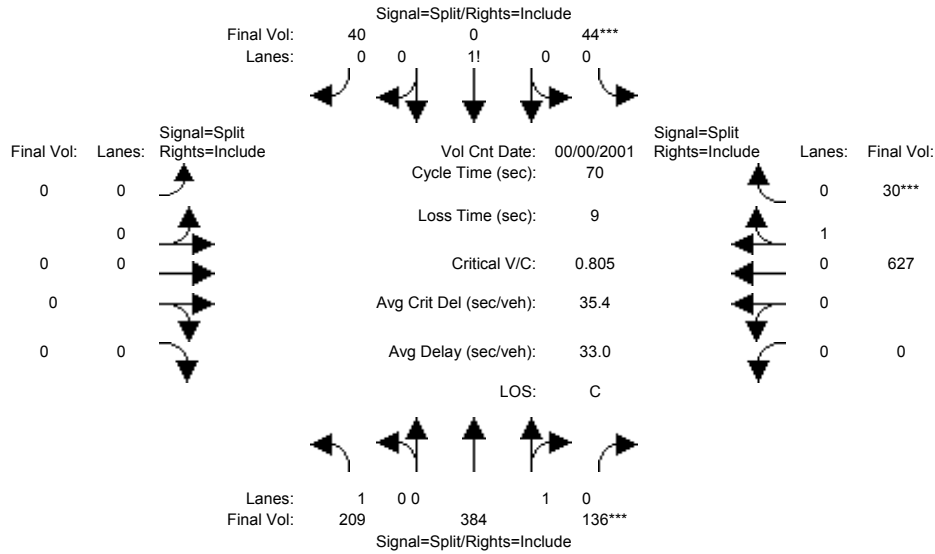 Signal=Split/Rights=Include
Final Vol: 40 0 44***
Lanes: 0 0 1! 0 0
Signal=Split Signal=Split
Final Vol: Lanes: Rights=Include Vol Cnt Date: 00/00/2001 Rights=Include Lanes: Final Vol:
Cycle Time (sec): 70
0 0 0 30***
Loss Time (sec): 9
0 1
0 0 Critical V/C: 0.805 0 627
0 Avg Crit Del (sec/veh): 35.4 0
0 0 Avg Delay (sec/veh): 33.0 0 0
LOS: C
Lanes: 1 0 0 1 0
Final Vol: 209 384 136***
Signal=Split/Rights=Include